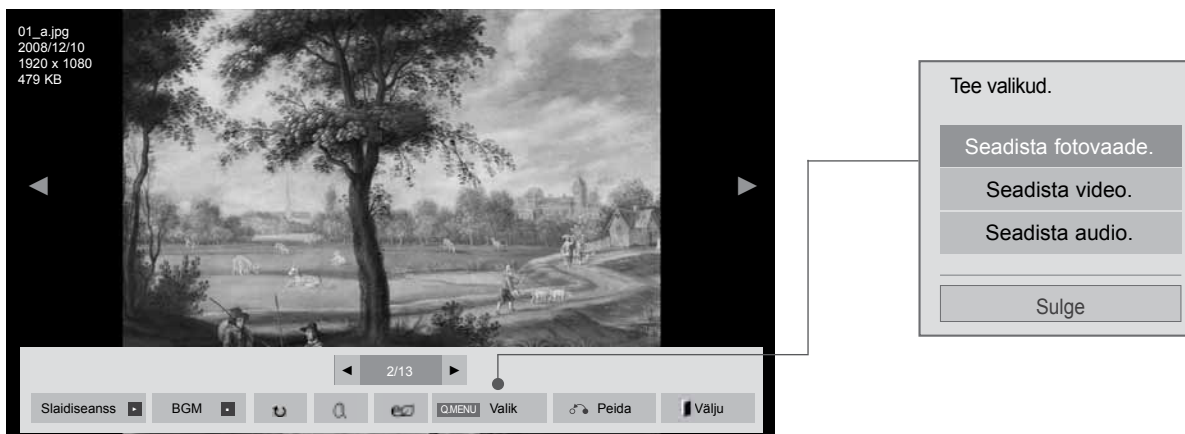 01_a.jpg
2008/12/10
1920 x 1080
479 KB
2/13
Slaidiseanss
BGM
Q.MENU Valik
Peida
Välju
Tee valikud.
Seadista fotovaade.
Seadista video.
Seadista audio.
Sulge